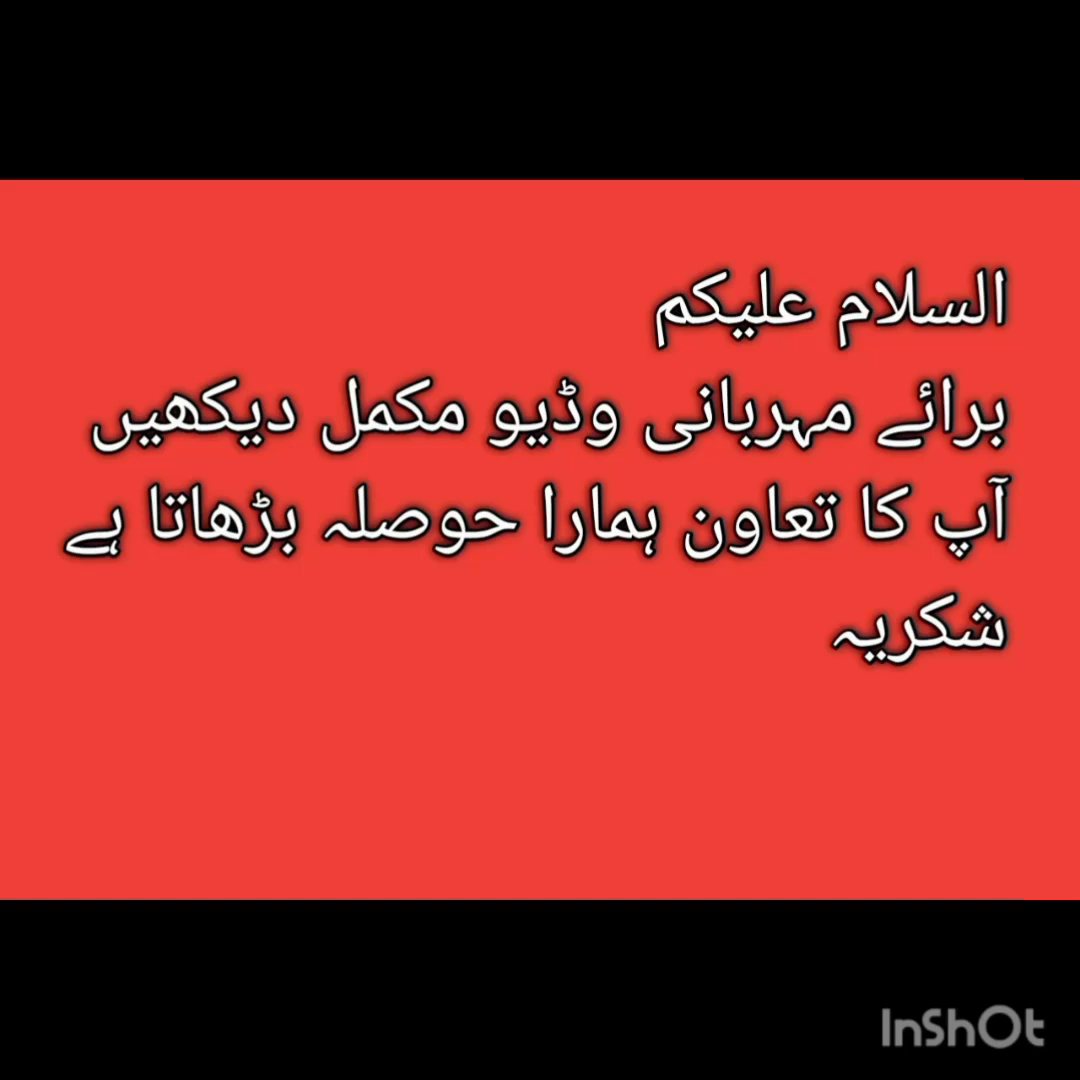 السلام علیکم
برائے مہربانی وڈیو مکمل دیکھیں
آپ کا تعاون ہمارا حوصلہ بڑھاتا ہے
شکریہ
InShOt